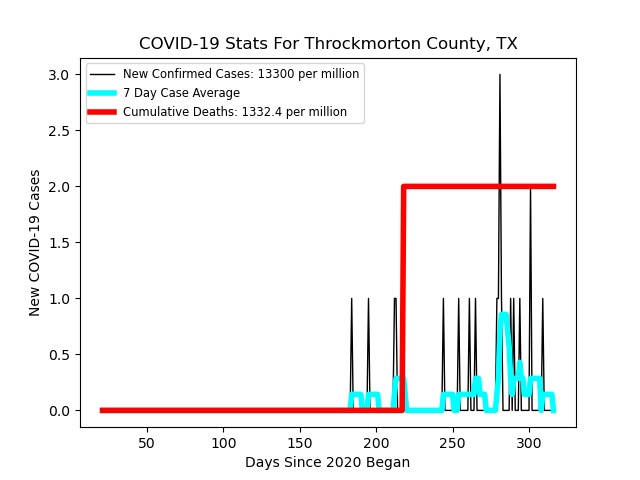 COVID-19 Stats For Throckmorton County, TX
New Confirmed Cases: 13300 per million
7 Day Case Average
Cumulative Deaths: 1332.4 per million
New COVID-19 Cases
3.0
2.5
2.0
1.5
1.0
0.5
0.0
50 100 150 200 250 300
Days Since 2020 Began